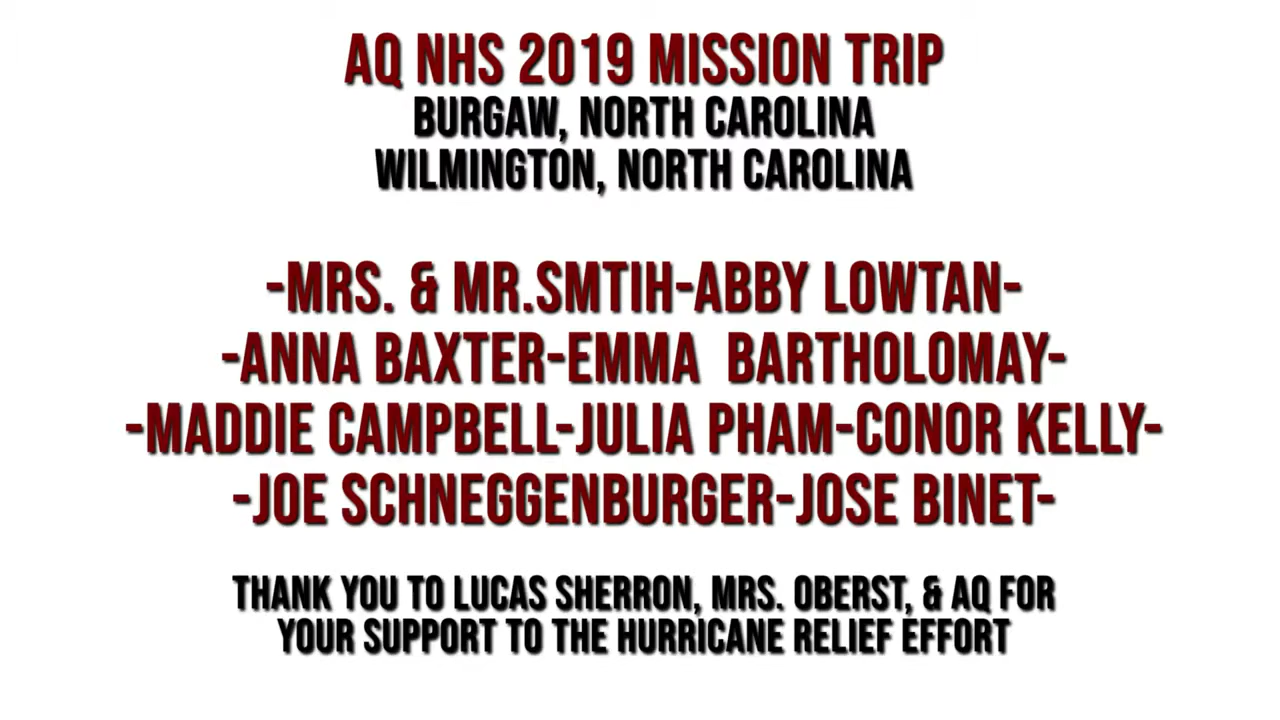 AQ NHS 2019 MISSION TRIP
BURGAW, NORTH CAROLINA
WILMINGTON, NORTH CAROLINA
-MRS. & MR.SMTIH-ABBY LOWTAN-
-ANNA BAXTER-EMMA  BARTHOLOMAY-
-MADDIE CAMPBELL-JULIA PHAM-CONOR KELLY-
-JOE SCHNEGGENBURGER-JOSE BINET-
THANK YOU TO LUCAS SHERRON, MRS. OBERST, & AQ FOR
YOUR SUPPORT TO THE HURRICANE RELIEF EFFORT